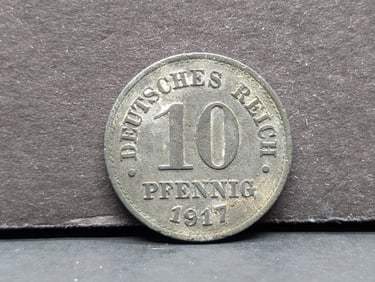 DEUTSCHES REICH
10
PFENNIG
1917